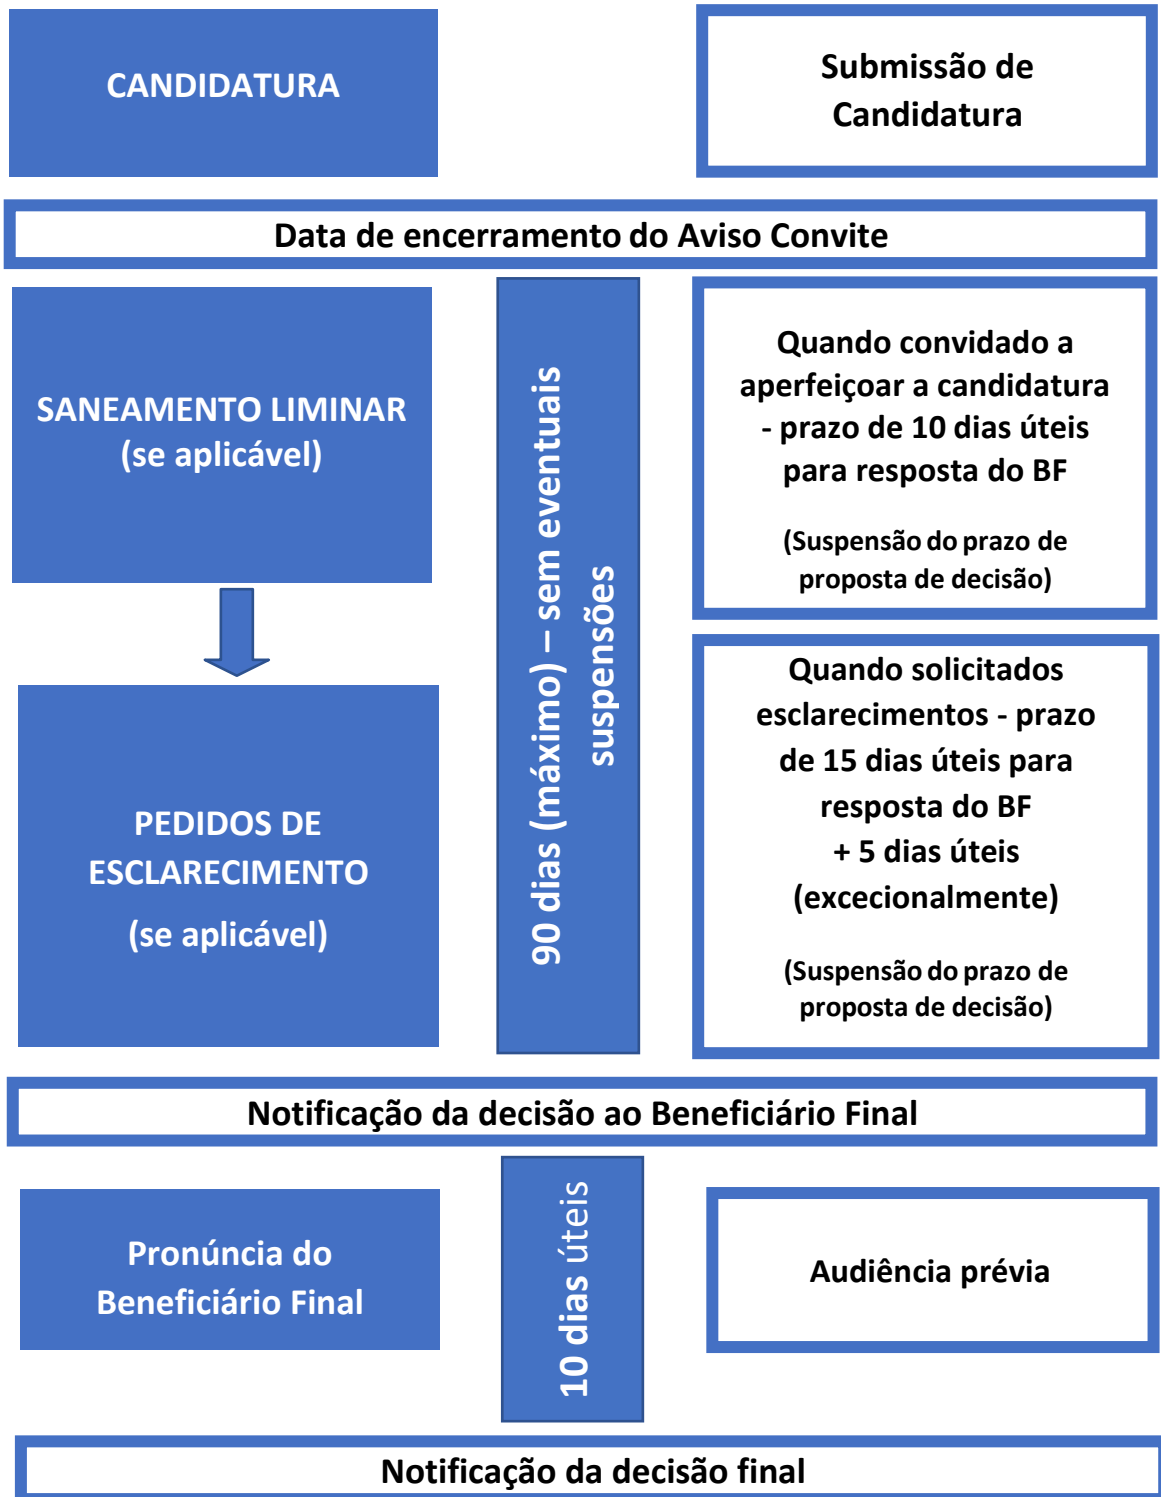 CANDIDATURA
Submissão de
Candidatura
Data de encerramento do Aviso Convite
SANEAMENTO LIMINAR
(se aplicável)
90 dias (máximo) – sem eventuais
suspensões
Quando convidado a
aperfeiçoar a candidatura
- prazo de 10 dias úteis
para resposta do BF
(Suspensão do prazo de
proposta de decisão)
PEDIDOS DE
ESCLARECIMENTO
(se aplicável)
Quando solicitados
esclarecimentos - prazo
de 15 dias úteis para
resposta do BF
+ 5 dias úteis
(excecionalmente)
(Suspensão do prazo de
proposta de decisão)
Notificação da decisão ao Beneficiário Final
Pronúncia do
Beneficiário Final
10 dias úteis
Audiência prévia
Notificação da decisão final